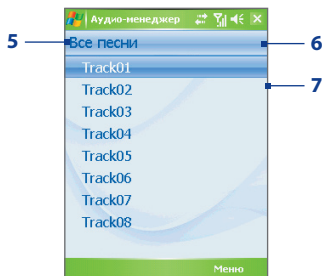 Аудио-менеджер
5
Все песни
6
Track01
7
Track02
Track03
Track04
Track05
Track06
Track07
Track08
Меню